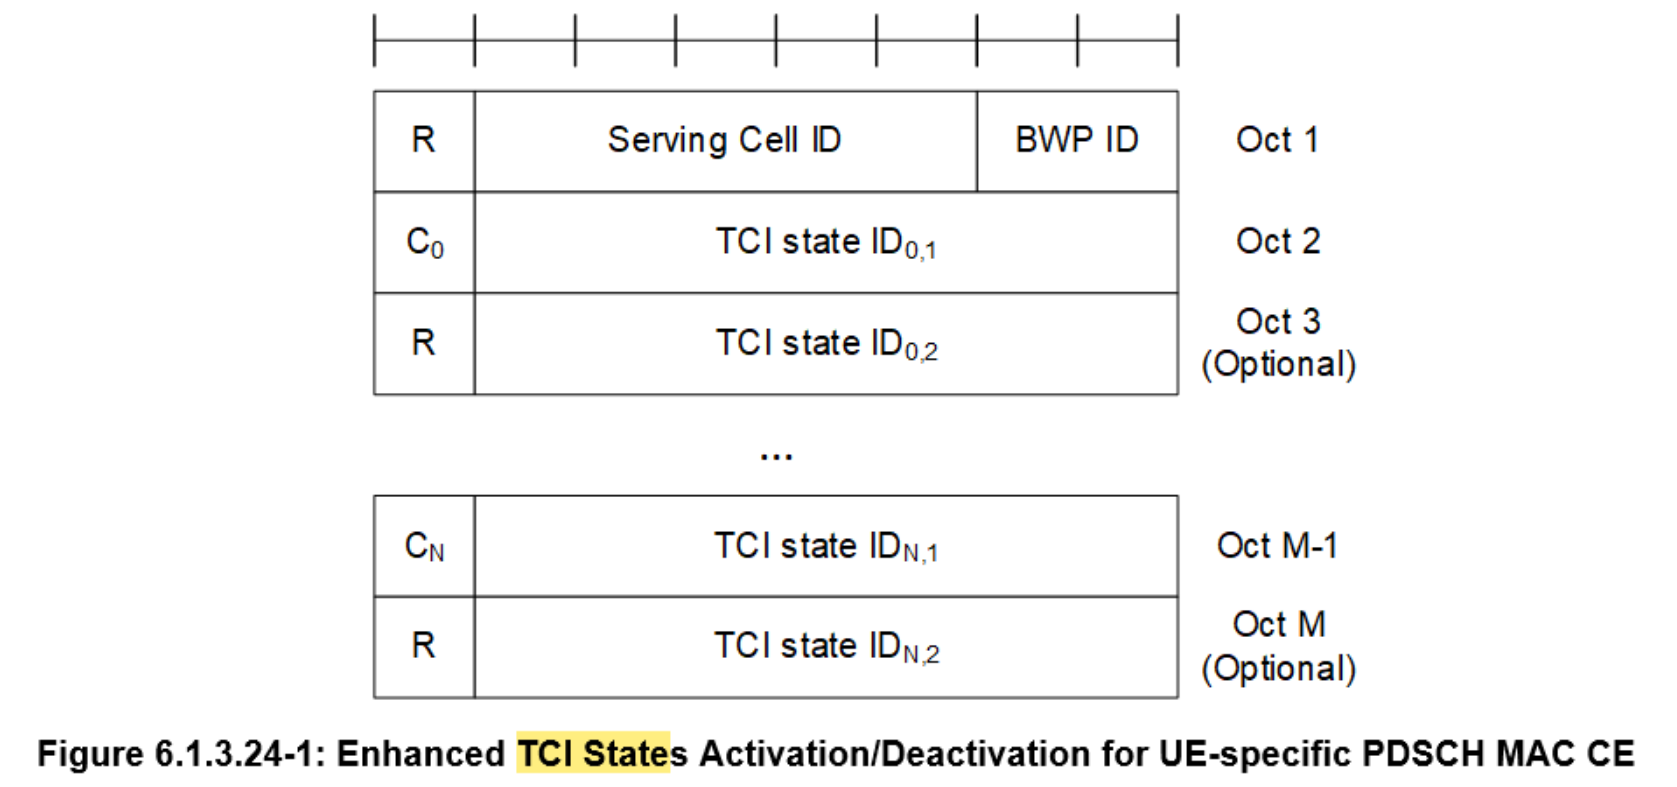 R Serving Cell ID BWP ID Oct 1
C0 TCI state ID0,1 Oct 2
R TCI state ID0,2 Oct 3
(Optional)
...
CN TCI state IDN,1 Oct M-1
R TCI state IDN,2 Oct M
(Optional)
Figure 6.1.3.24-1: Enhanced TCI States Activation/Deactivation for UE-specific PDSCH MAC CE